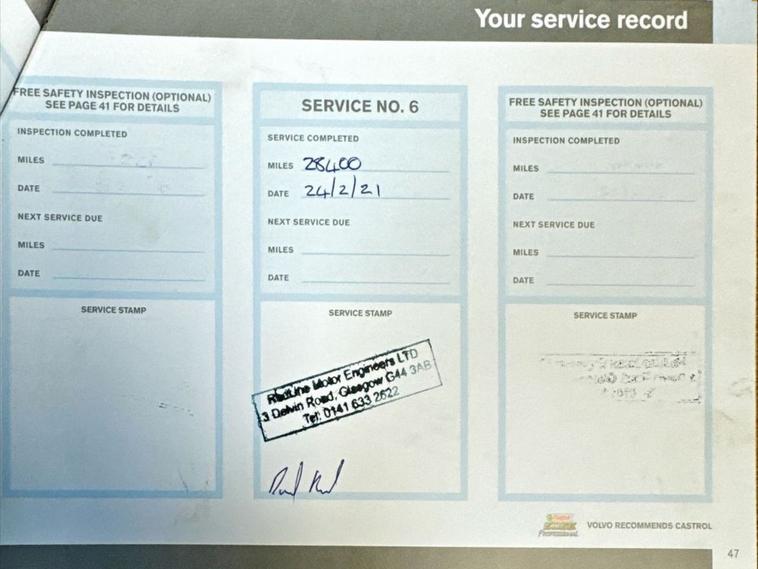 Your service record
FREE SAFETY INSPECTION (OPTIONAL)
SEE PAGE 41 FOR DETAILS
INSPECTION COMPLETED
MILES
DATE
NEXT SERVICE DUE
MILES
DATE
SERVICE STAMP
SERVICE NO. 6
SERVICE COMPLETED
MILES 28400
DATE 24/2/21
NEXT SERVICE DUE
MILES
DATE
SERVICE STAMP
RedLine Motor Engineers LTD
3 Delvin Road, Glasgow G44 3AB
Tel: 0141 633 2622
FREE SAFETY INSPECTION (OPTIONAL)
SEE PAGE 41 FOR DETAILS
INSPECTION COMPLETED
MILES
DATE
NEXT SERVICE DUE
MILES
DATE
SERVICE STAMP
Castrol
Professional
VOLVO RECOMMENDS CASTROL
47